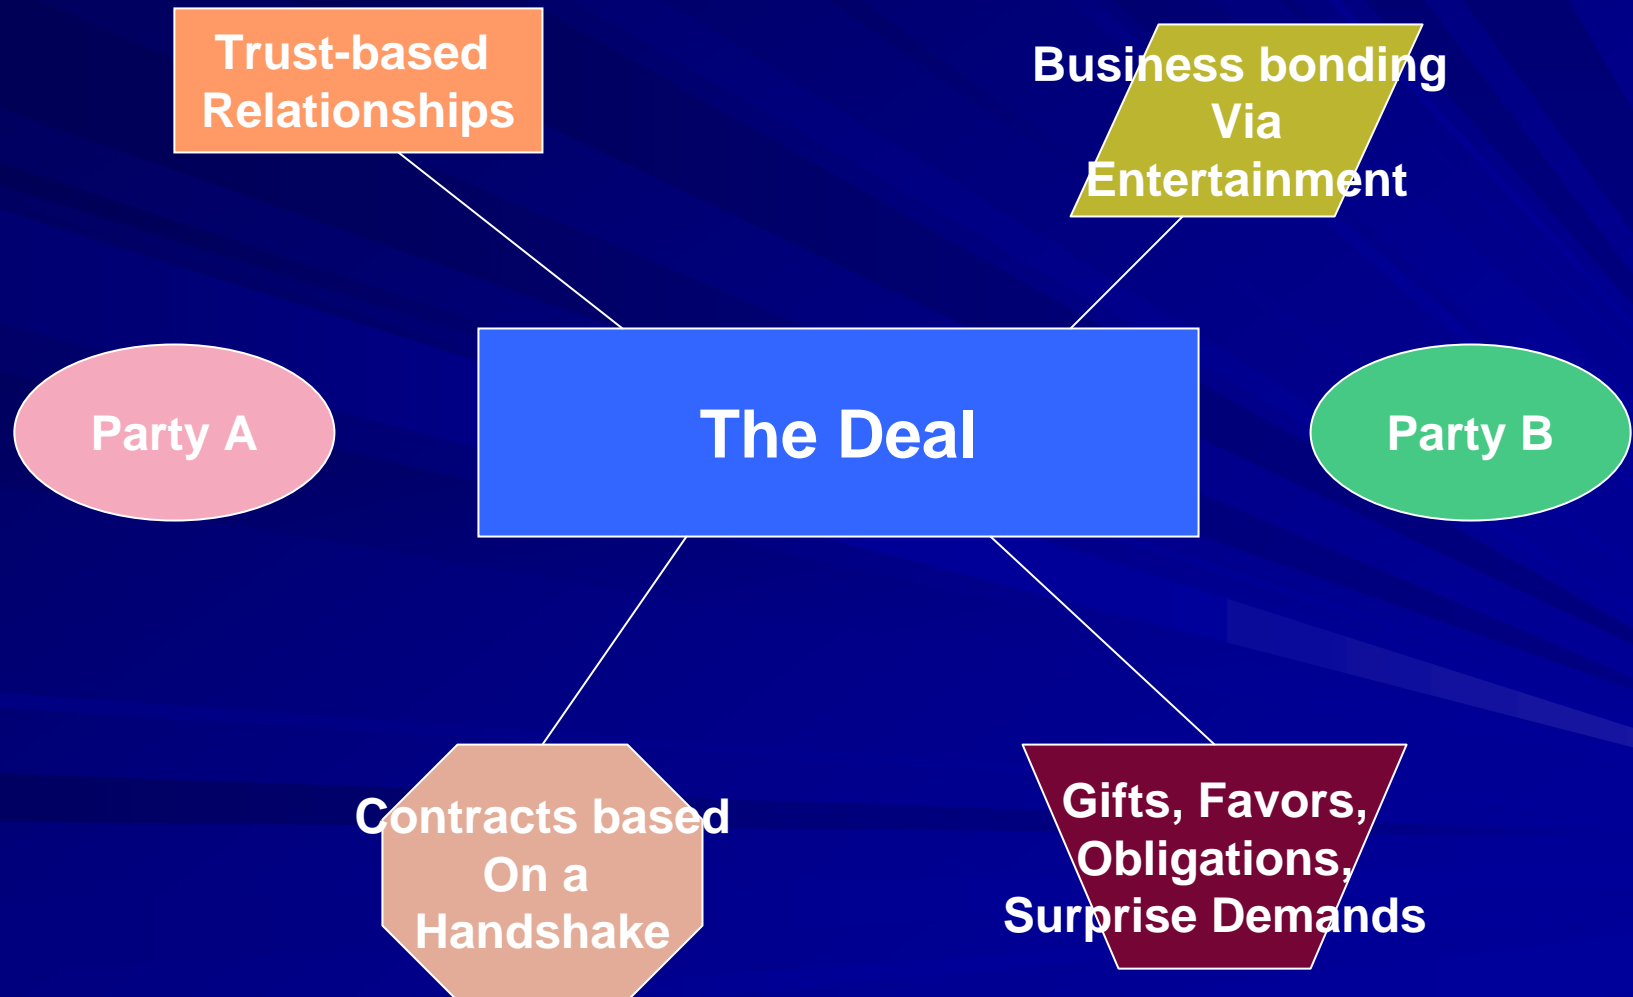 Trust-based
Relationships
Business bonding
Via
Entertainment
Party A
The Deal
Party B
Contracts based
On a
Handshake
Gifts, Favors,
Obligations,
Surprise Demands